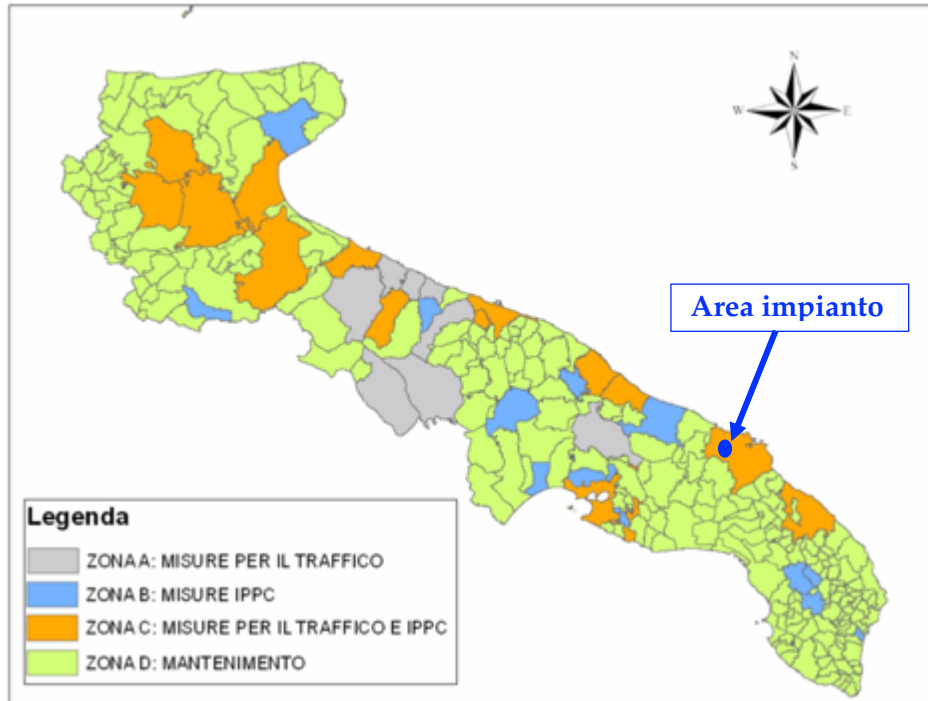 N
W
E
S
Area impianto
Legenda
ZONA A: MISURE PER IL TRAFFICO
ZONA B: MISURE IPPC
ZONA C: MISURE PER IL TRAFFICO E IPPC
ZONA D: MANTENIMENTO